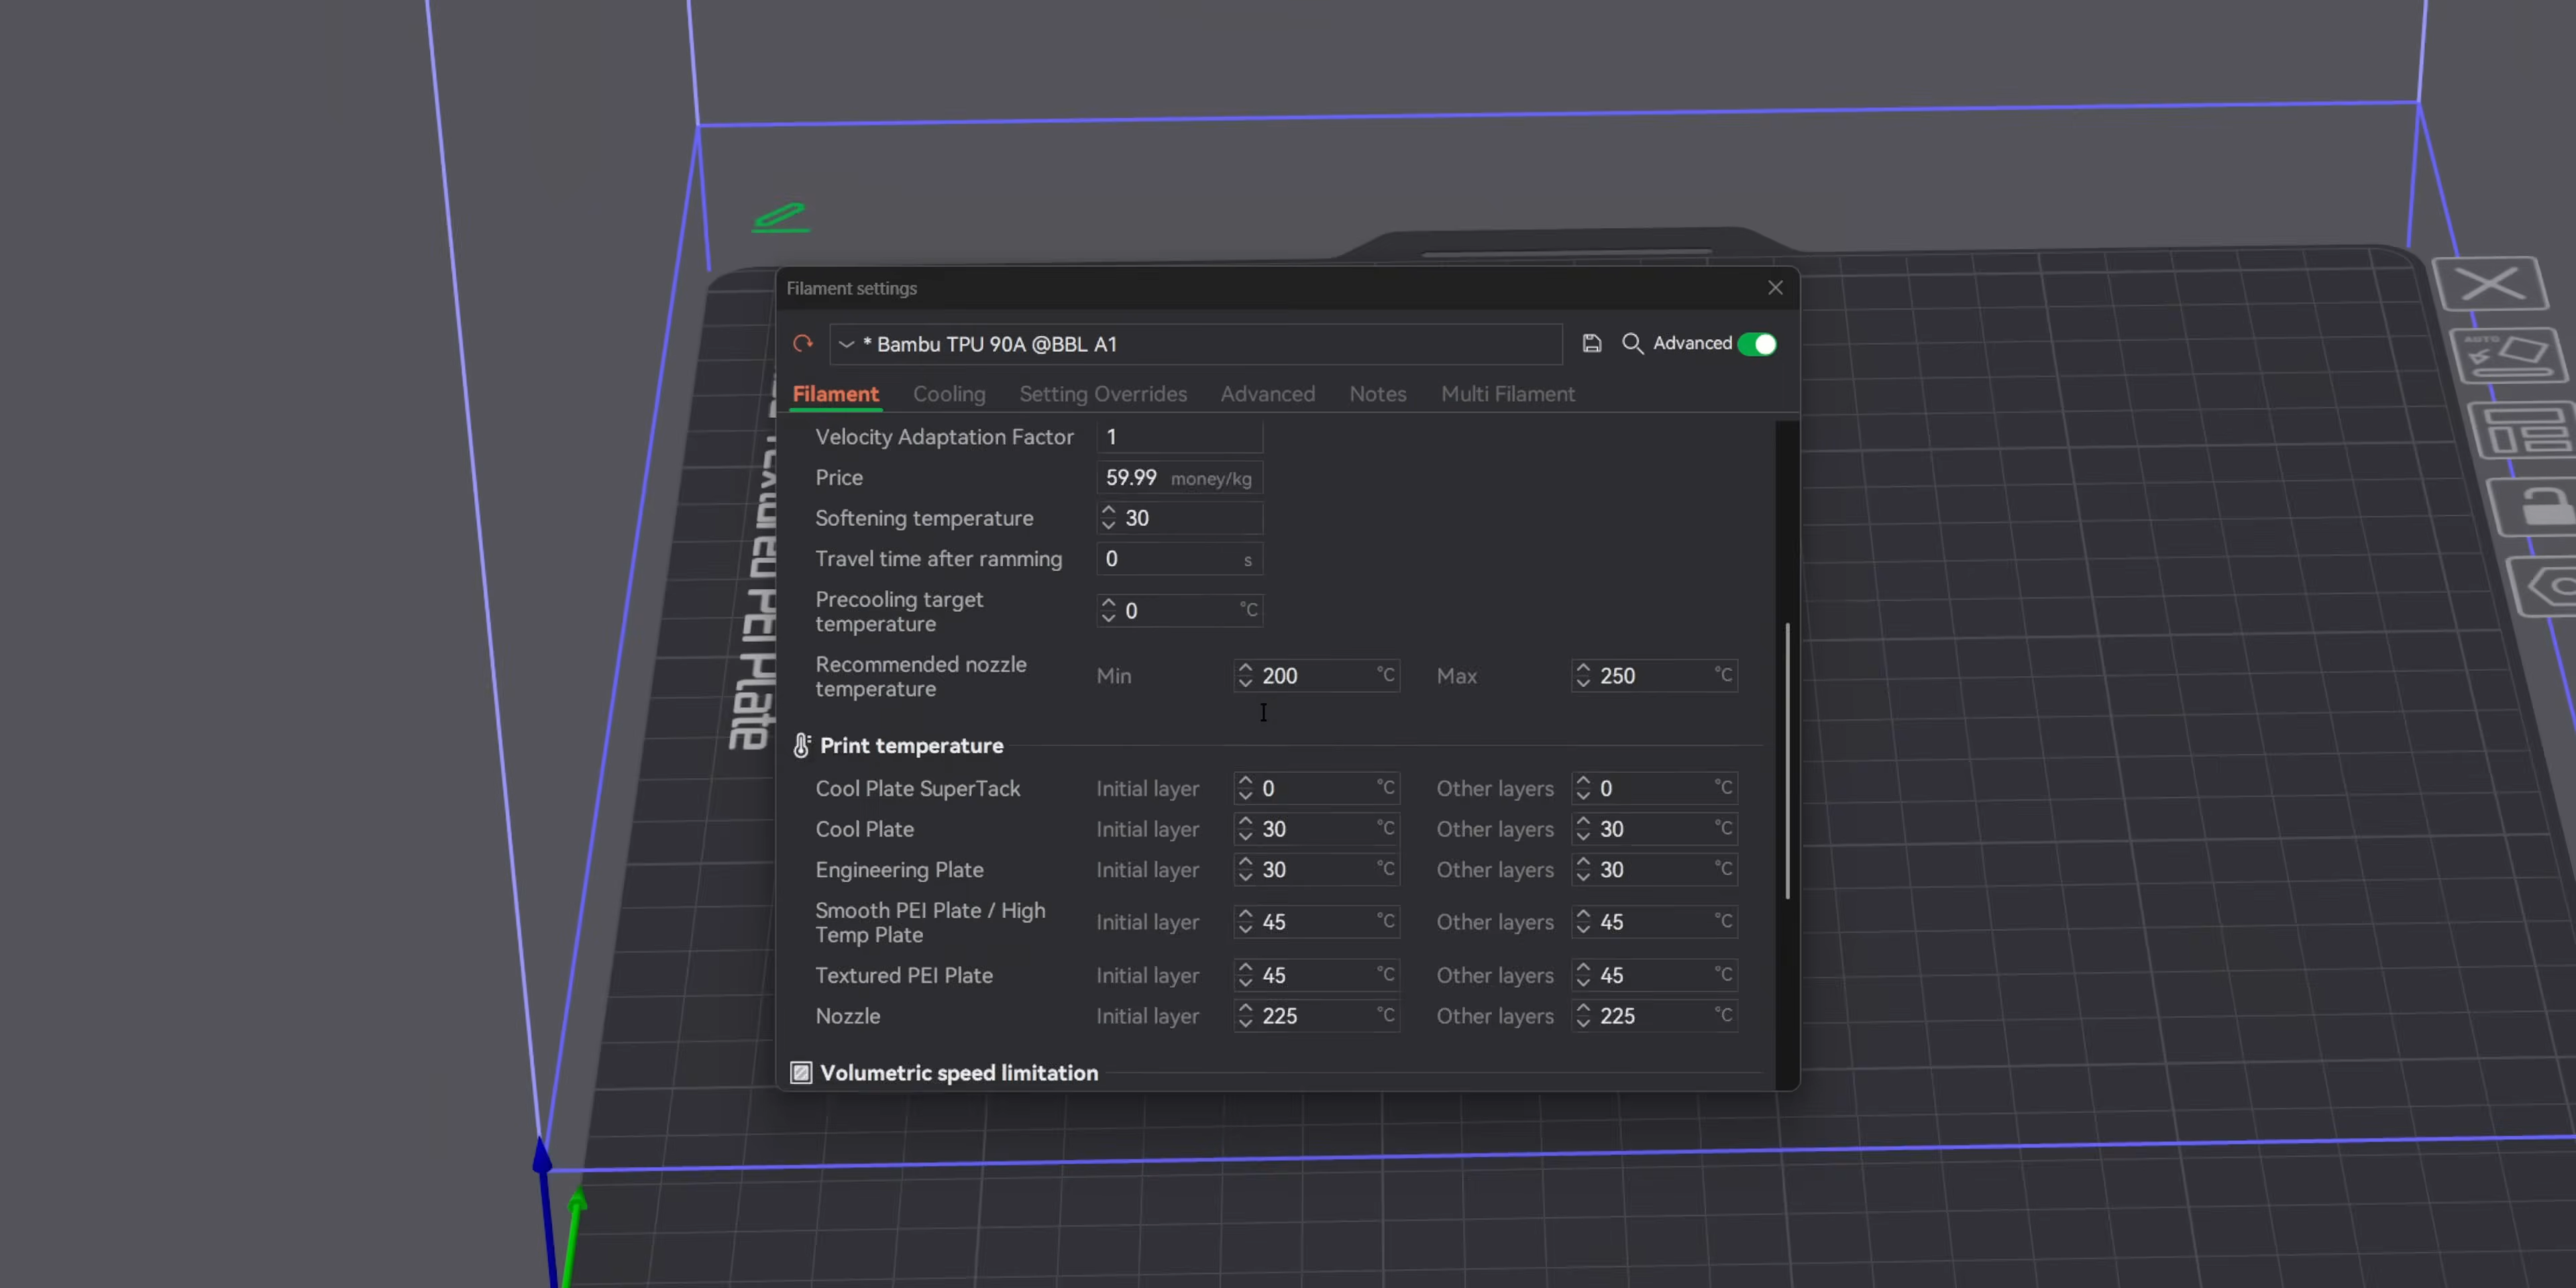 Filament settings
* Bambu TPU 90A @BBL A1
Advanced
Filament Cooling Setting Overrides Advanced Notes Multi Filament
Velocity Adaptation Factor 1
Price 59.99 money/kg
Softening temperature 30
Travel time after ramming 0 s
Precooling target
temperature 0 °C
Recommended nozzle
temperature Min 200 °C Max 250 °C
Print temperature
Cool Plate SuperTack Initial layer 0 °C Other layers 0 °C
Cool Plate Initial layer 30 °C Other layers 30 °C
Engineering Plate Initial layer 30 °C Other layers 30 °C
Smooth PEI Plate / High
Temp Plate Initial layer 45 °C Other layers 45 °C
Textured PEI Plate Initial layer 45 °C Other layers 45 °C
Nozzle Initial layer 225 °C Other layers 225 °C
Volumetric speed limitation
PEI Plate
AUTO